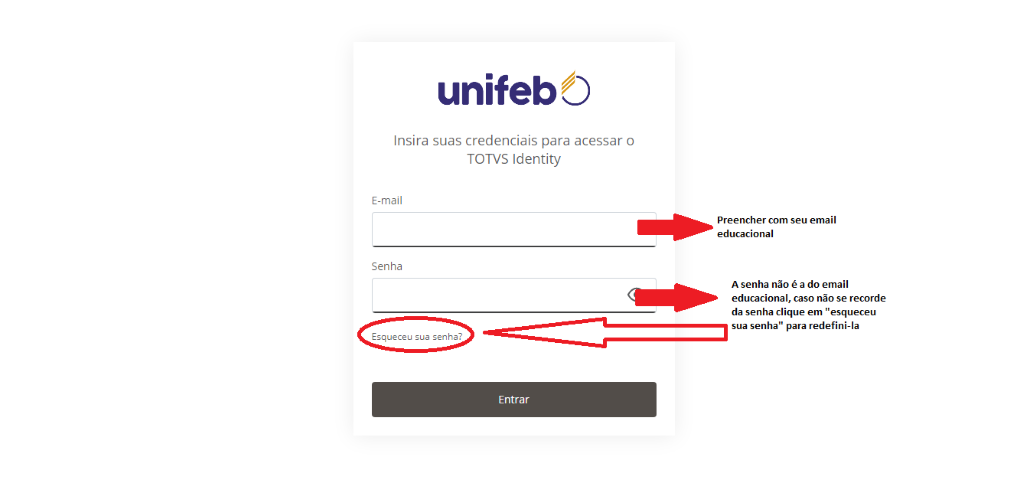 unifeb
Insira suas credenciais para acessar o
TOTVS Identity
E-mail
Preencher com seu email
educacional
Senha
A senha não é a do email
educacional, caso não se recorde
da senha clique em "esqueceu
sua senha" para redefini-la
Esqueceu sua senha?
Entrar